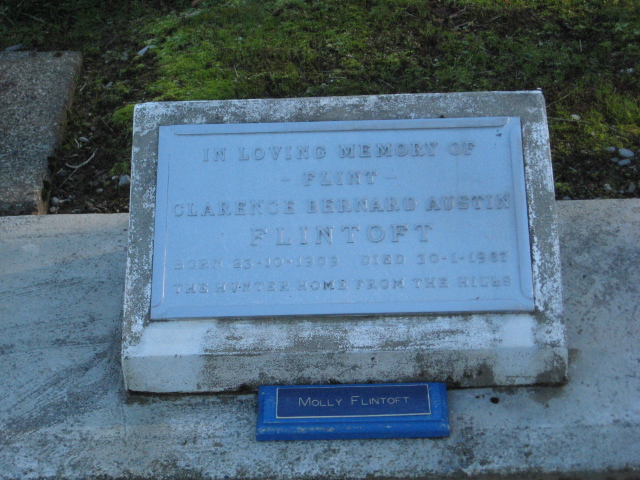 IN LOVING MEMORY OF
- FLINT -
CLARENCE BERNARD AUSTIN
FLINTOFT
BORN 23-10-1909 DIED 30-1-1967
THE HUNTER HOME FROM THE HILLS
MOLLY FLINTOFT